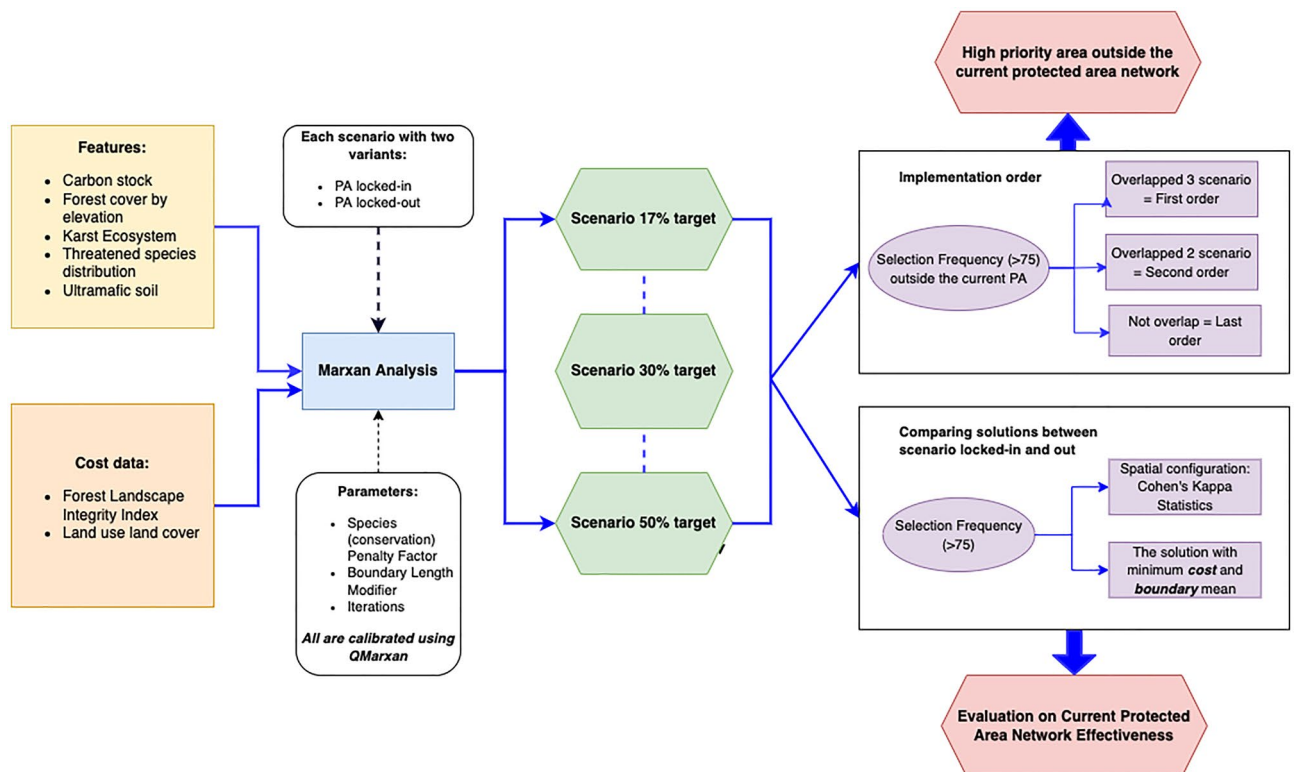 Features:
• Carbon stock
• Forest cover by
elevation
• Karst Ecosystem
• Threatened species
distribution
• Ultramafic soil
Cost data:
• Forest Landscape
Integrity Index
• Land use land cover
Each scenario with two
variants:
• PA locked-in
• PA locked-out
Marxan Analysis
Parameters:
• Species
(conservation)
Penalty Factor
• Boundary Length
Modifier
• Iterations
All are calibrated using
QMarxan
Scenario 17% target
Scenario 30% target
Scenario 50% target
High priority area outside the
current protected area network
Implementation order
Selection Frequency (>75)
outside the current PA
Overlapped 3 scenario
= First order
Overlapped 2 scenario
= Second order
Not overlap = Last
order
Comparing solutions between
scenario locked-in and out
Selection Frequency
(>75)
Spatial configuration:
Cohen's Kappa
Statistics
The solution with
minimum cost and
boundary mean
Evaluation on Current Protected
Area Network Effectiveness